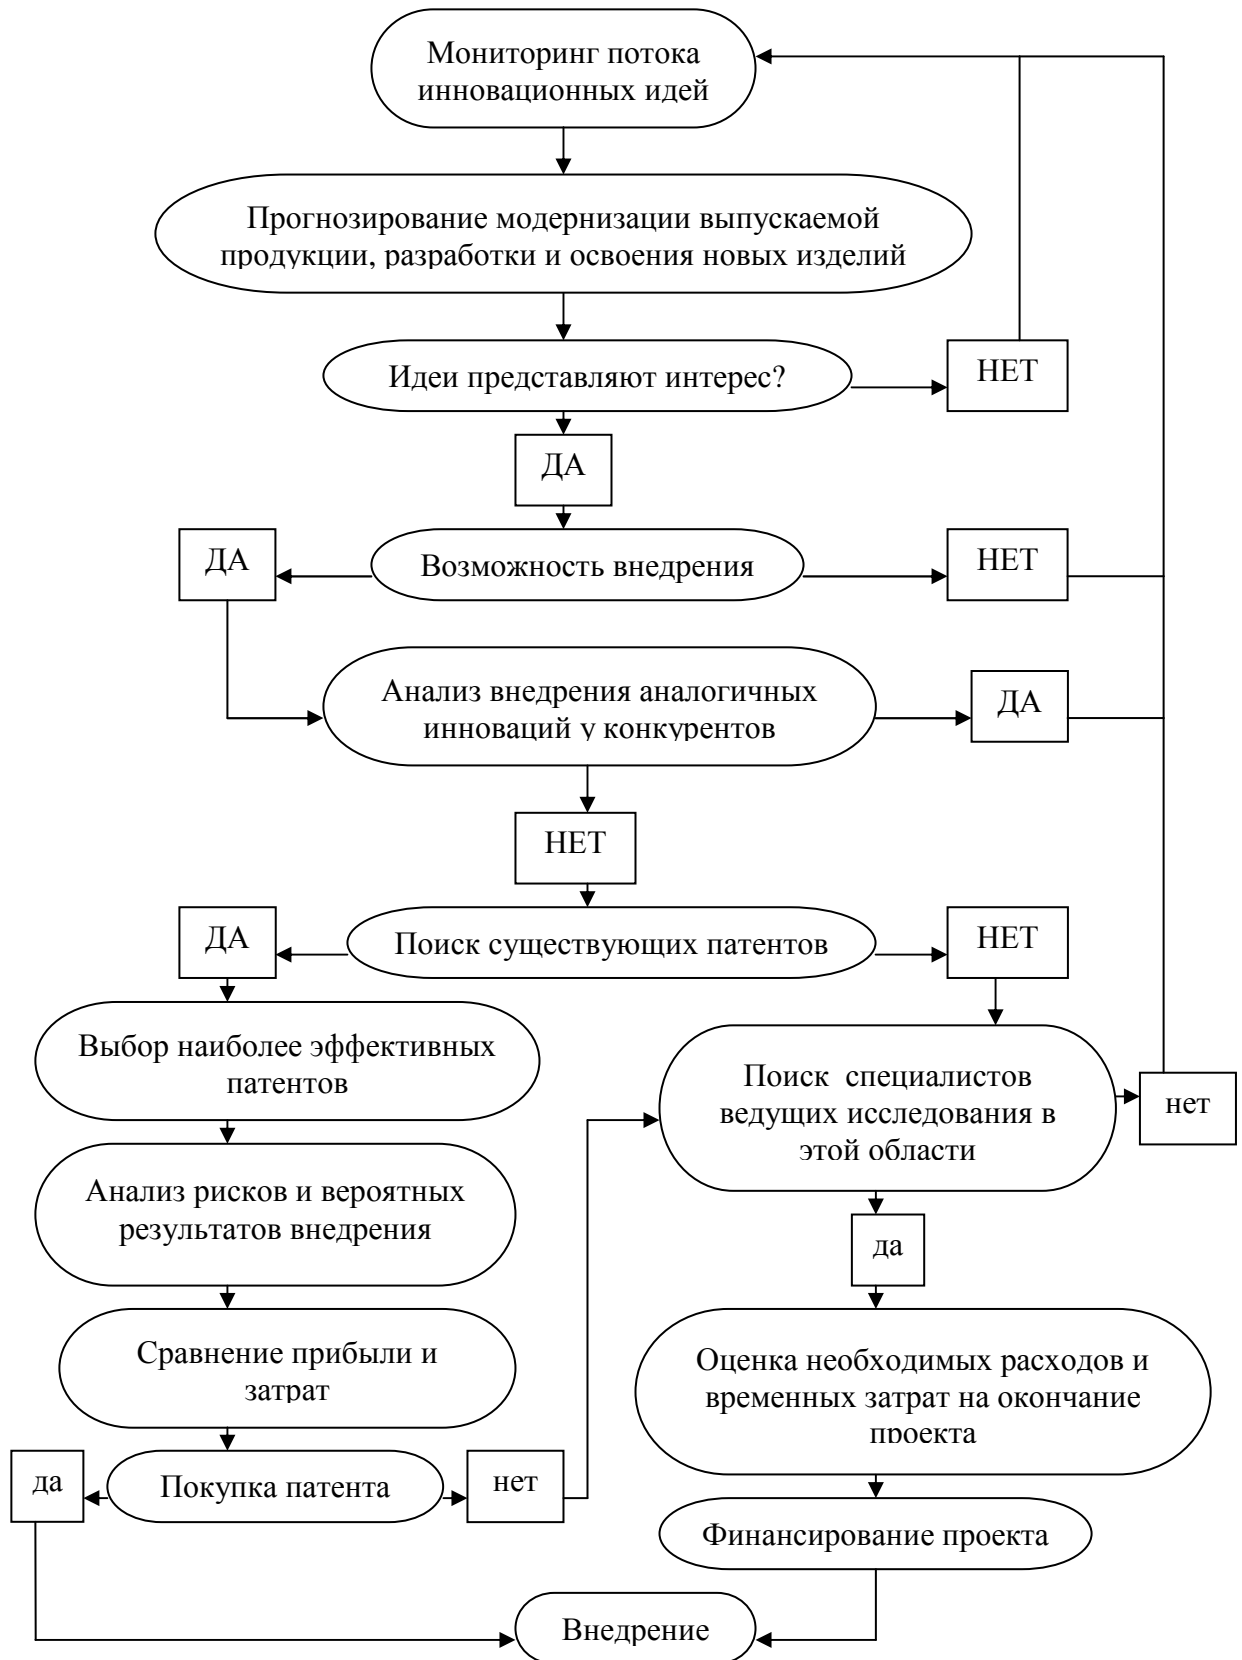 Мониторинг потока
инновационных идей
Прогнозирование модернизации выпускаемой
продукции, разработки и освоения новых изделий
Идеи представляют интерес?
НЕТ
ДА
ДА
Возможность внедрения
НЕТ
Анализ внедрения аналогичных
инноваций у конкурентов
ДА
НЕТ
ДА
Поиск существующих патентов
НЕТ
Выбор наиболее эффективных
патентов
Поиск специалистов
ведущих исследования в
этой области
нет
Анализ рисков и вероятных
результатов внедрения
да
Сравнение прибыли и
затрат
Оценка необходимых расходов и
временных затрат на окончание
проекта
да
Покупка патента
нет
Финансирование проекта
Внедрение